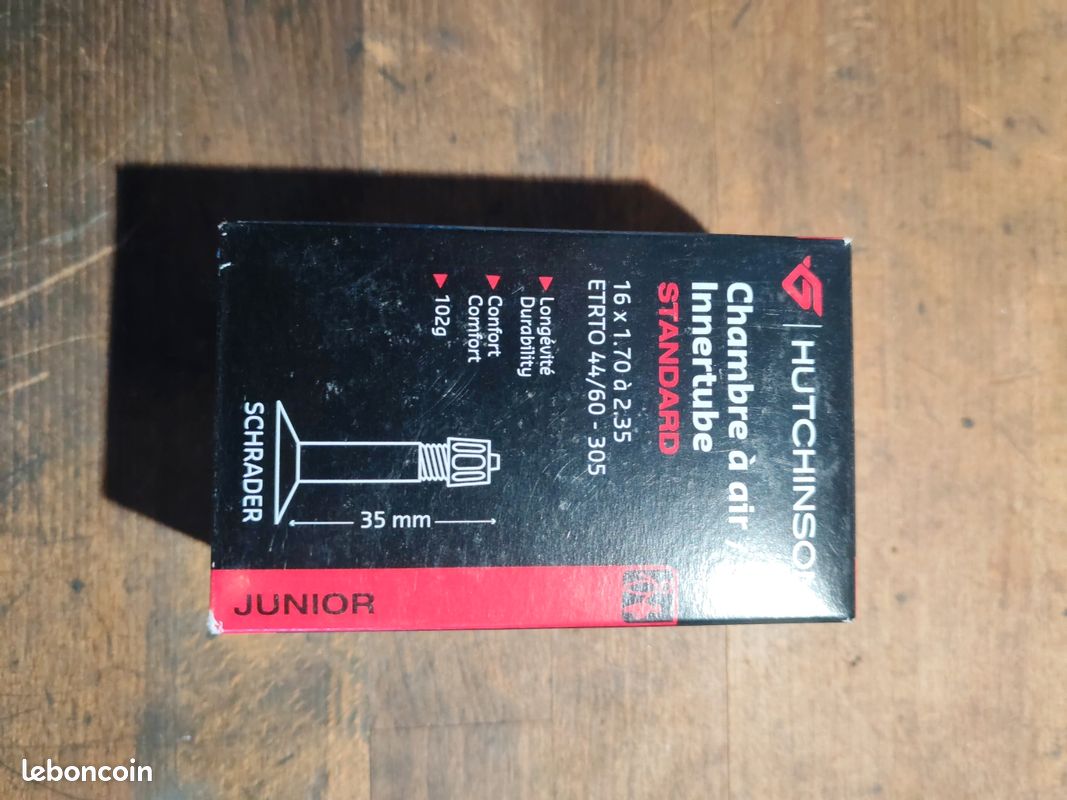 HUTCHINSON
Chambre à air /
Innertube
STANDARD
16 x 1.70 à 2.35
ETRTO 44/60 - 305
Longévité
Durability
Confort
Comfort
102g
35 mm
SCHRADER
JUNIOR
leboncoin